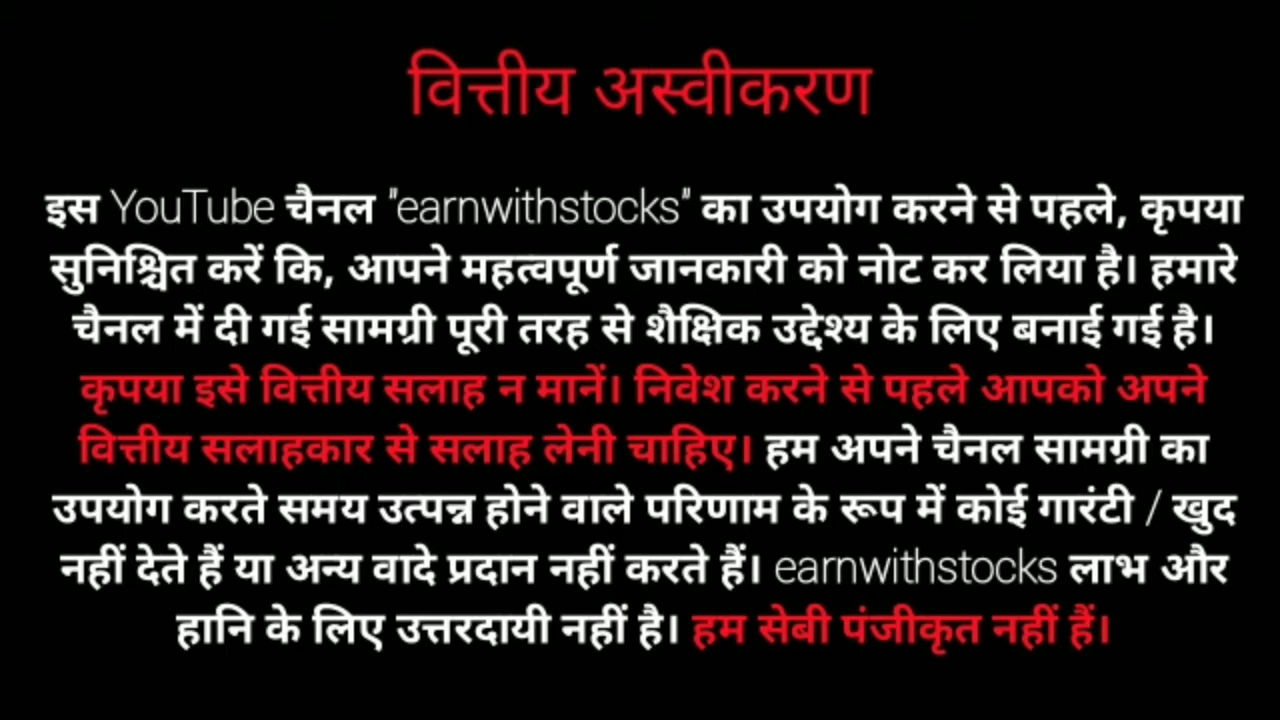 वित्तीय अस्वीकरण
इस YouTube चैनल "earnwithstocks" का उपयोग करने से पहले, कृपया
सुनिश्चित करें कि, आपने महत्वपूर्ण जानकारी को नोट कर लिया है। हमारे
चैनल में दी गई सामग्री पूरी तरह से शैक्षिक उद्देश्य के लिए बनाई गई है।
कृपया इसे वित्तीय सलाह न मानें। निवेश करने से पहले आपको अपने
वित्तीय सलाहकार से सलाह लेनी चाहिए। हम अपने चैनल सामग्री का
उपयोग करते समय उत्पन्न होने वाले परिणाम के रूप में कोई गारंटी / खुद
नहीं देते हैं या अन्य वादे प्रदान नहीं करते हैं। earnwithstocks लाभ और
हानि के लिए उत्तरदायी नहीं है। हम सेबी पंजीकृत नहीं हैं।